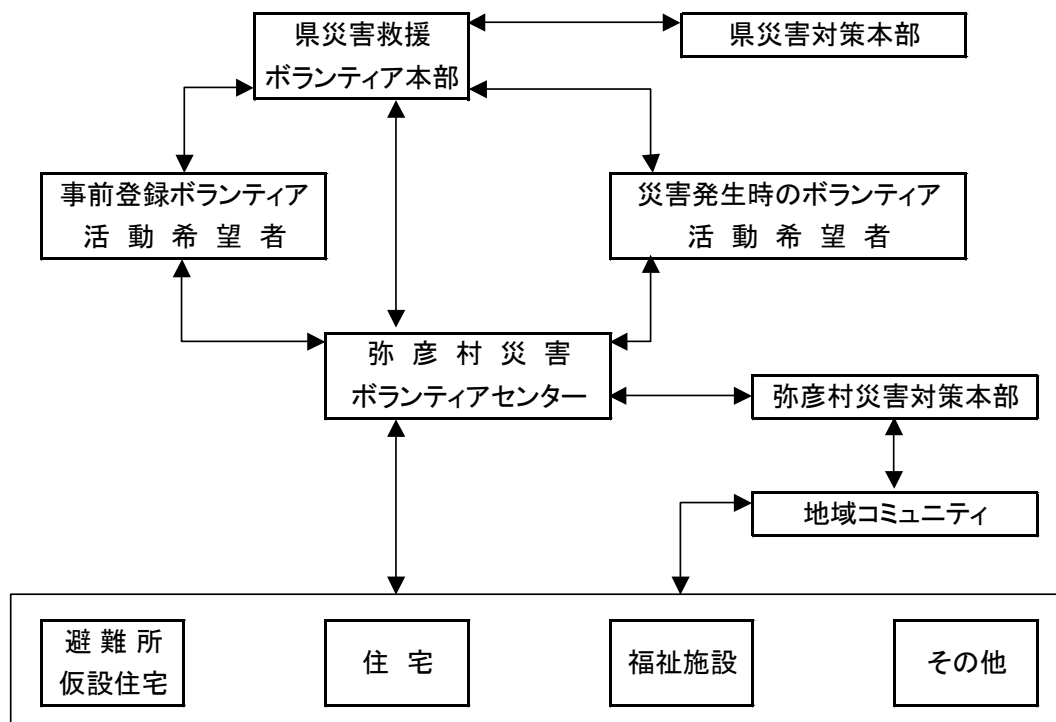 県災害救援
ボランティア本部
県災害対策本部
事前登録ボランティア
活動希望者
災害発生時のボランティア
活動希望者
弥彦村災害
ボランティアセンター
弥彦村災害対策本部
地域コミュニティ
避難所
仮設住宅
住宅
福祉施設
その他